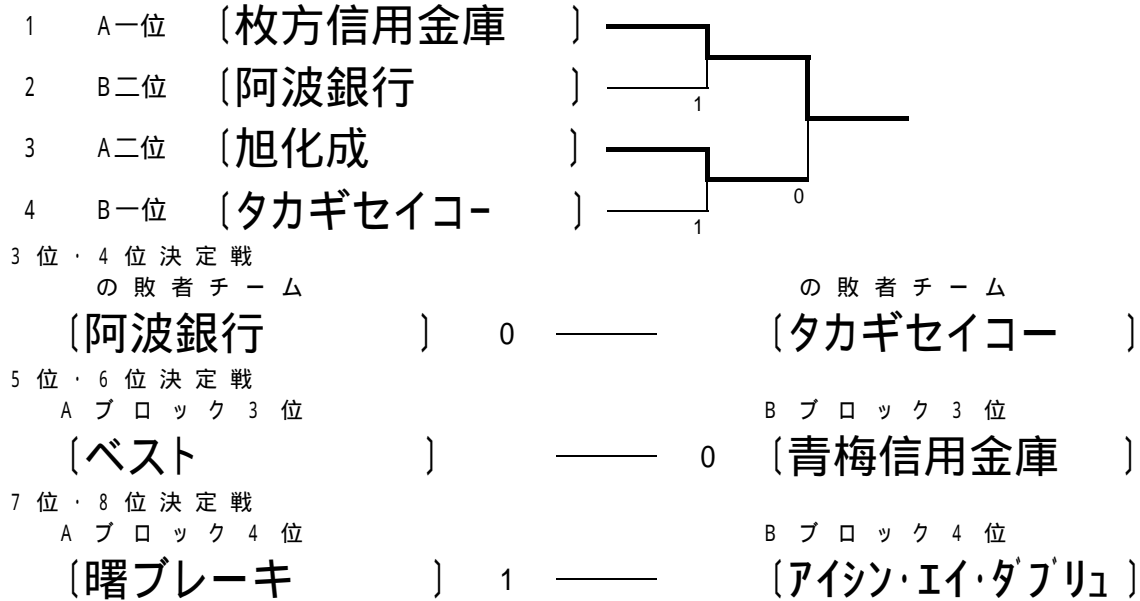 1 A一位 〔枚方信用金庫 〕
2 B二位 〔阿波銀行 〕
1
3 A二位 〔旭化成 〕
0
4 B一位 〔タカギセイコー 〕
1
3位・4位決定戦
の敗者チーム の敗者チーム
〔阿波銀行 〕 0 〔タカギセイコー 〕
5位・6位決定戦
Aブロック3位 Bブロック3位
〔ベスト 〕 0 〔青梅信用金庫 〕
7位・8位決定戦
Aブロック4位 Bブロック4位
〔曙ブレーキ 〕 1 〔アイシン・エイ・ダブリュ〕